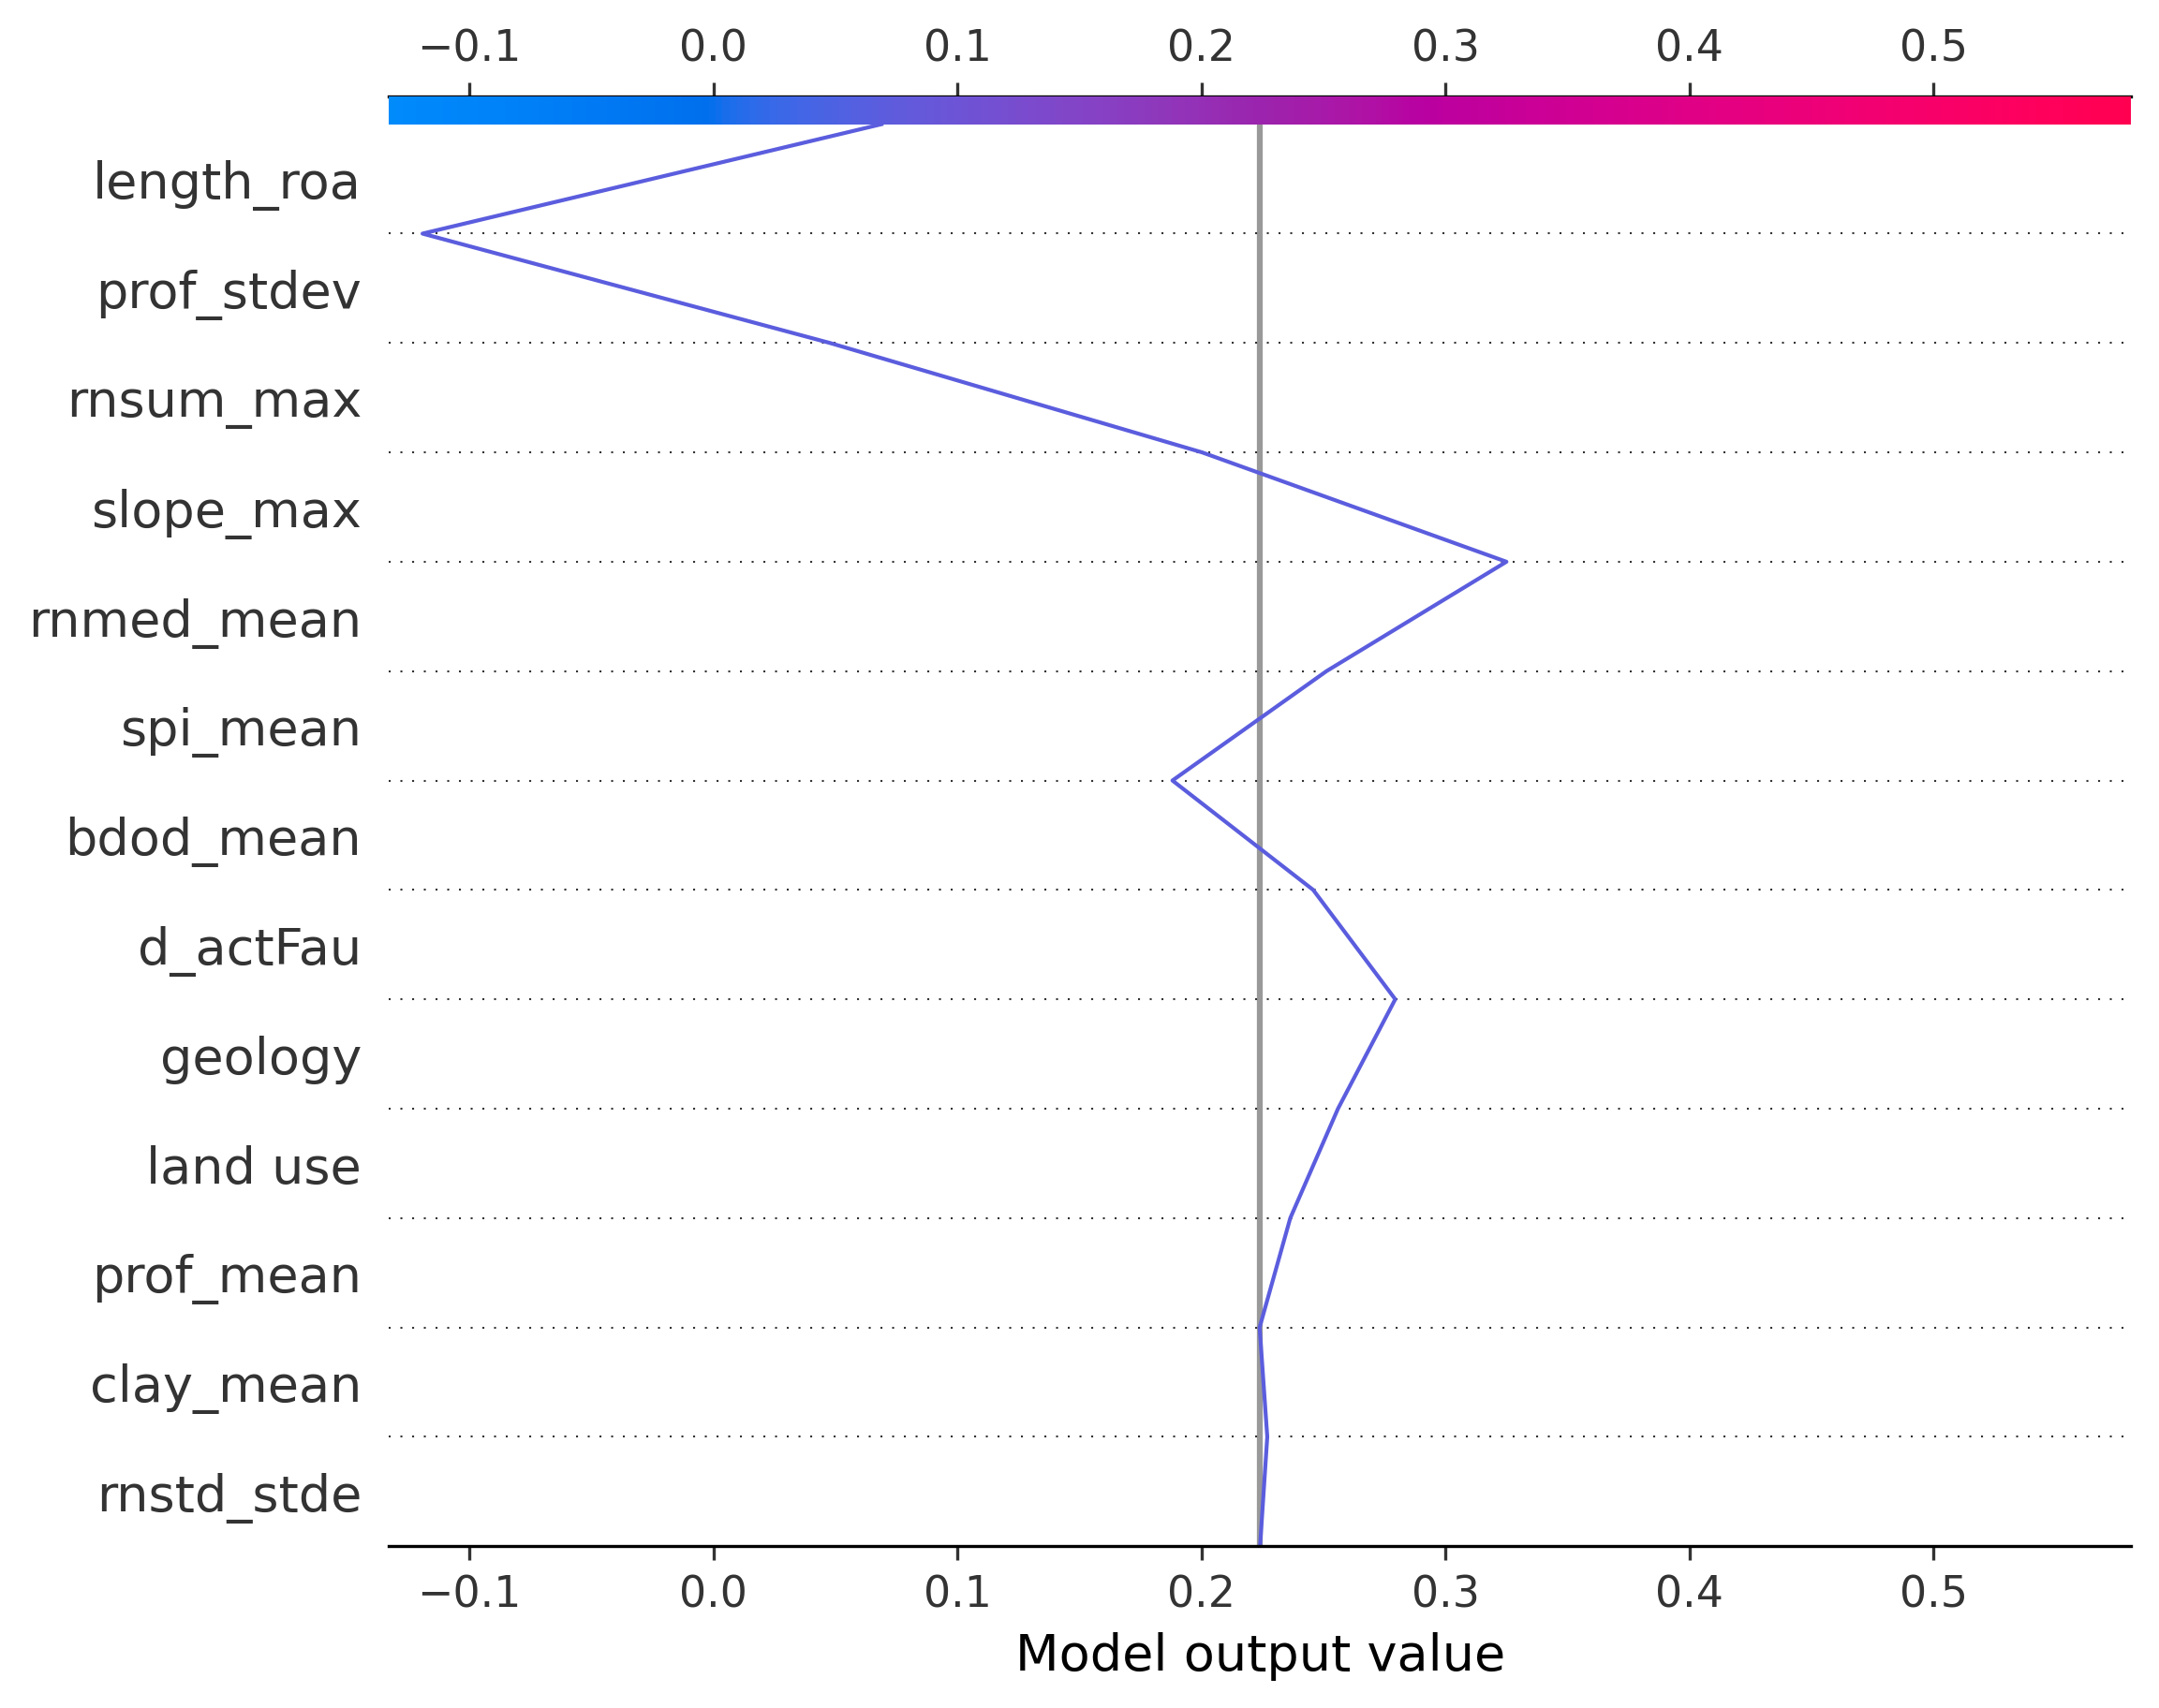 −0.1 0.0 0.1 0.2 0.3 0.4 0.5
length_roa
prof_stdev
rnsum_max
slope_max
rnmed_mean
spi_mean
bdod_mean
d_actFau
geology
land use
prof_mean
clay_mean
rnstd_stde
−0.1 0.0 0.1 0.2 0.3 0.4 0.5
Model output value